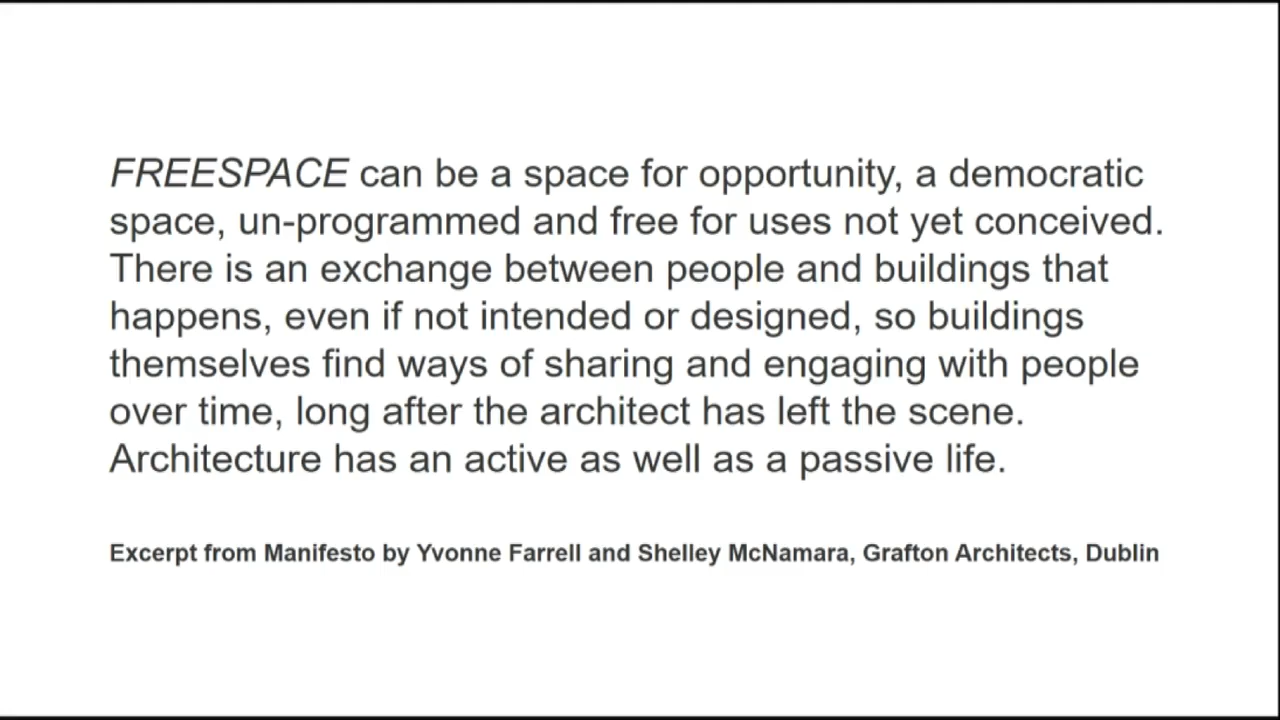 FREESPACE can be a space for opportunity, a democratic
space, un-programmed and free for uses not yet conceived.
There is an exchange between people and buildings that
happens, even if not intended or designed, so buildings
themselves find ways of sharing and engaging with people
over time, long after the architect has left the scene.
Architecture has an active as well as a passive life.
Excerpt from Manifesto by Yvonne Farrell and Shelley McNamara, Grafton Architects, Dublin